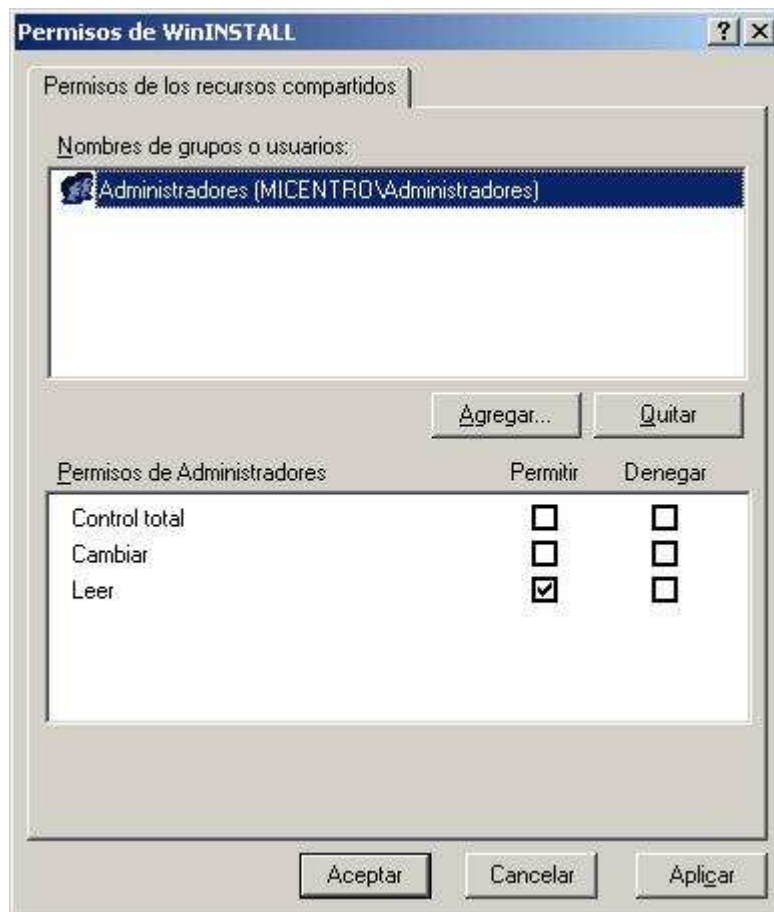 Permisos de WinINSTALL
Permisos de los recursos compartidos
Nombres de grupos o usuarios:
Administradores (MICENTRO\Administradores)
Agregar... Quitar
Permisos de Administradores Permitir Denegar
Control total
Cambiar
Leer
Aceptar Cancelar Aplicar